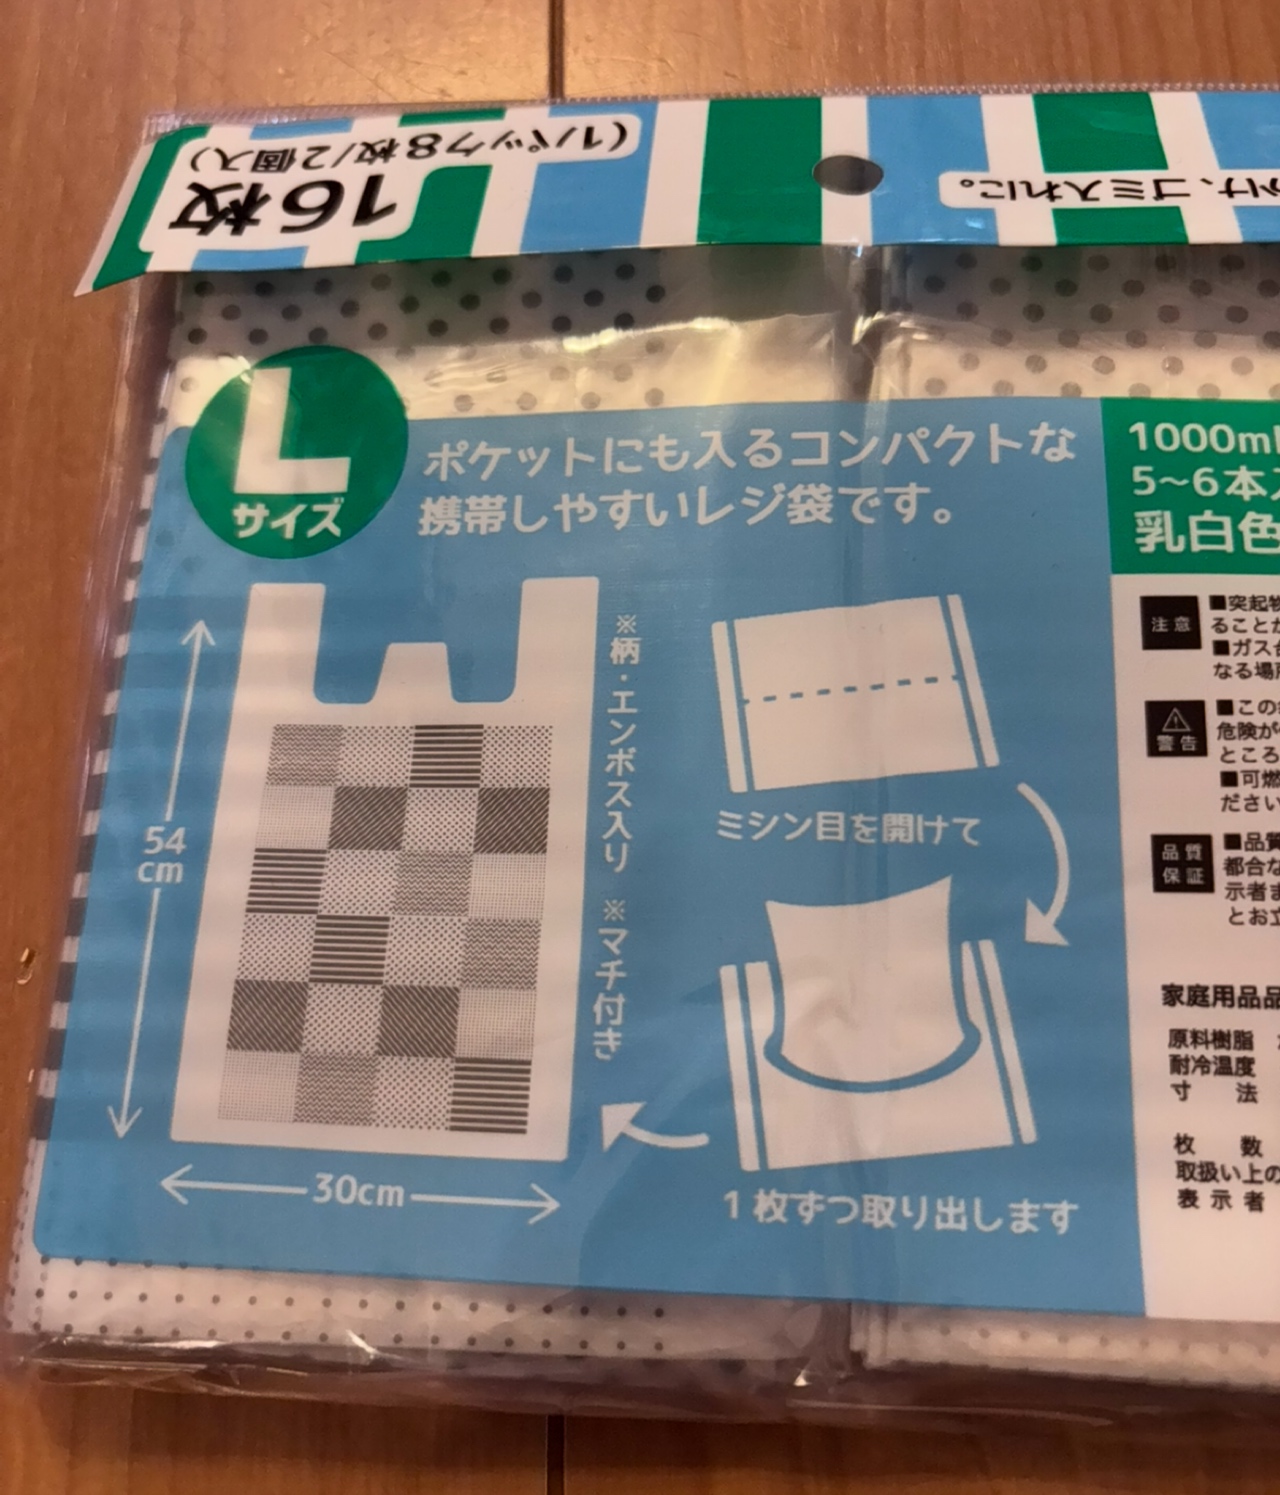 16枚
(1パック8枚/2個入)
かけ、ゴミ入れに。
L
サイズ
ポケットにも入るコンパクトな
携帯しやすいレジ袋です。
54
cm
30cm
※柄・エンボス入り ※マチ付き
ミシン目を開けて
1枚ずつ取り出します
1000ml
5~6本
乳白色
注意
■突起物
ることが
■ガス台
なる場所
警告
■この
危険が
ところ
■可燃
ださい
品質
保証
■品質
都合な
示者ま
とお立
家庭用品品
原料樹脂
耐冷温度
寸 法
枚 数
取扱い上の
表示者